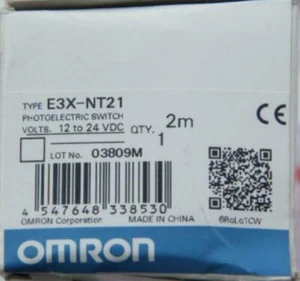 TYPE E3X-NT21
PHOTOELECTRIC SWITCH 2m
VOLTS. 12 to 24 VDC QTY. 1
CE
LOT No. 03809M
4 547648 338530
OMRON Corporation MADE IN CHINA 6RaLa1CW
OMRON